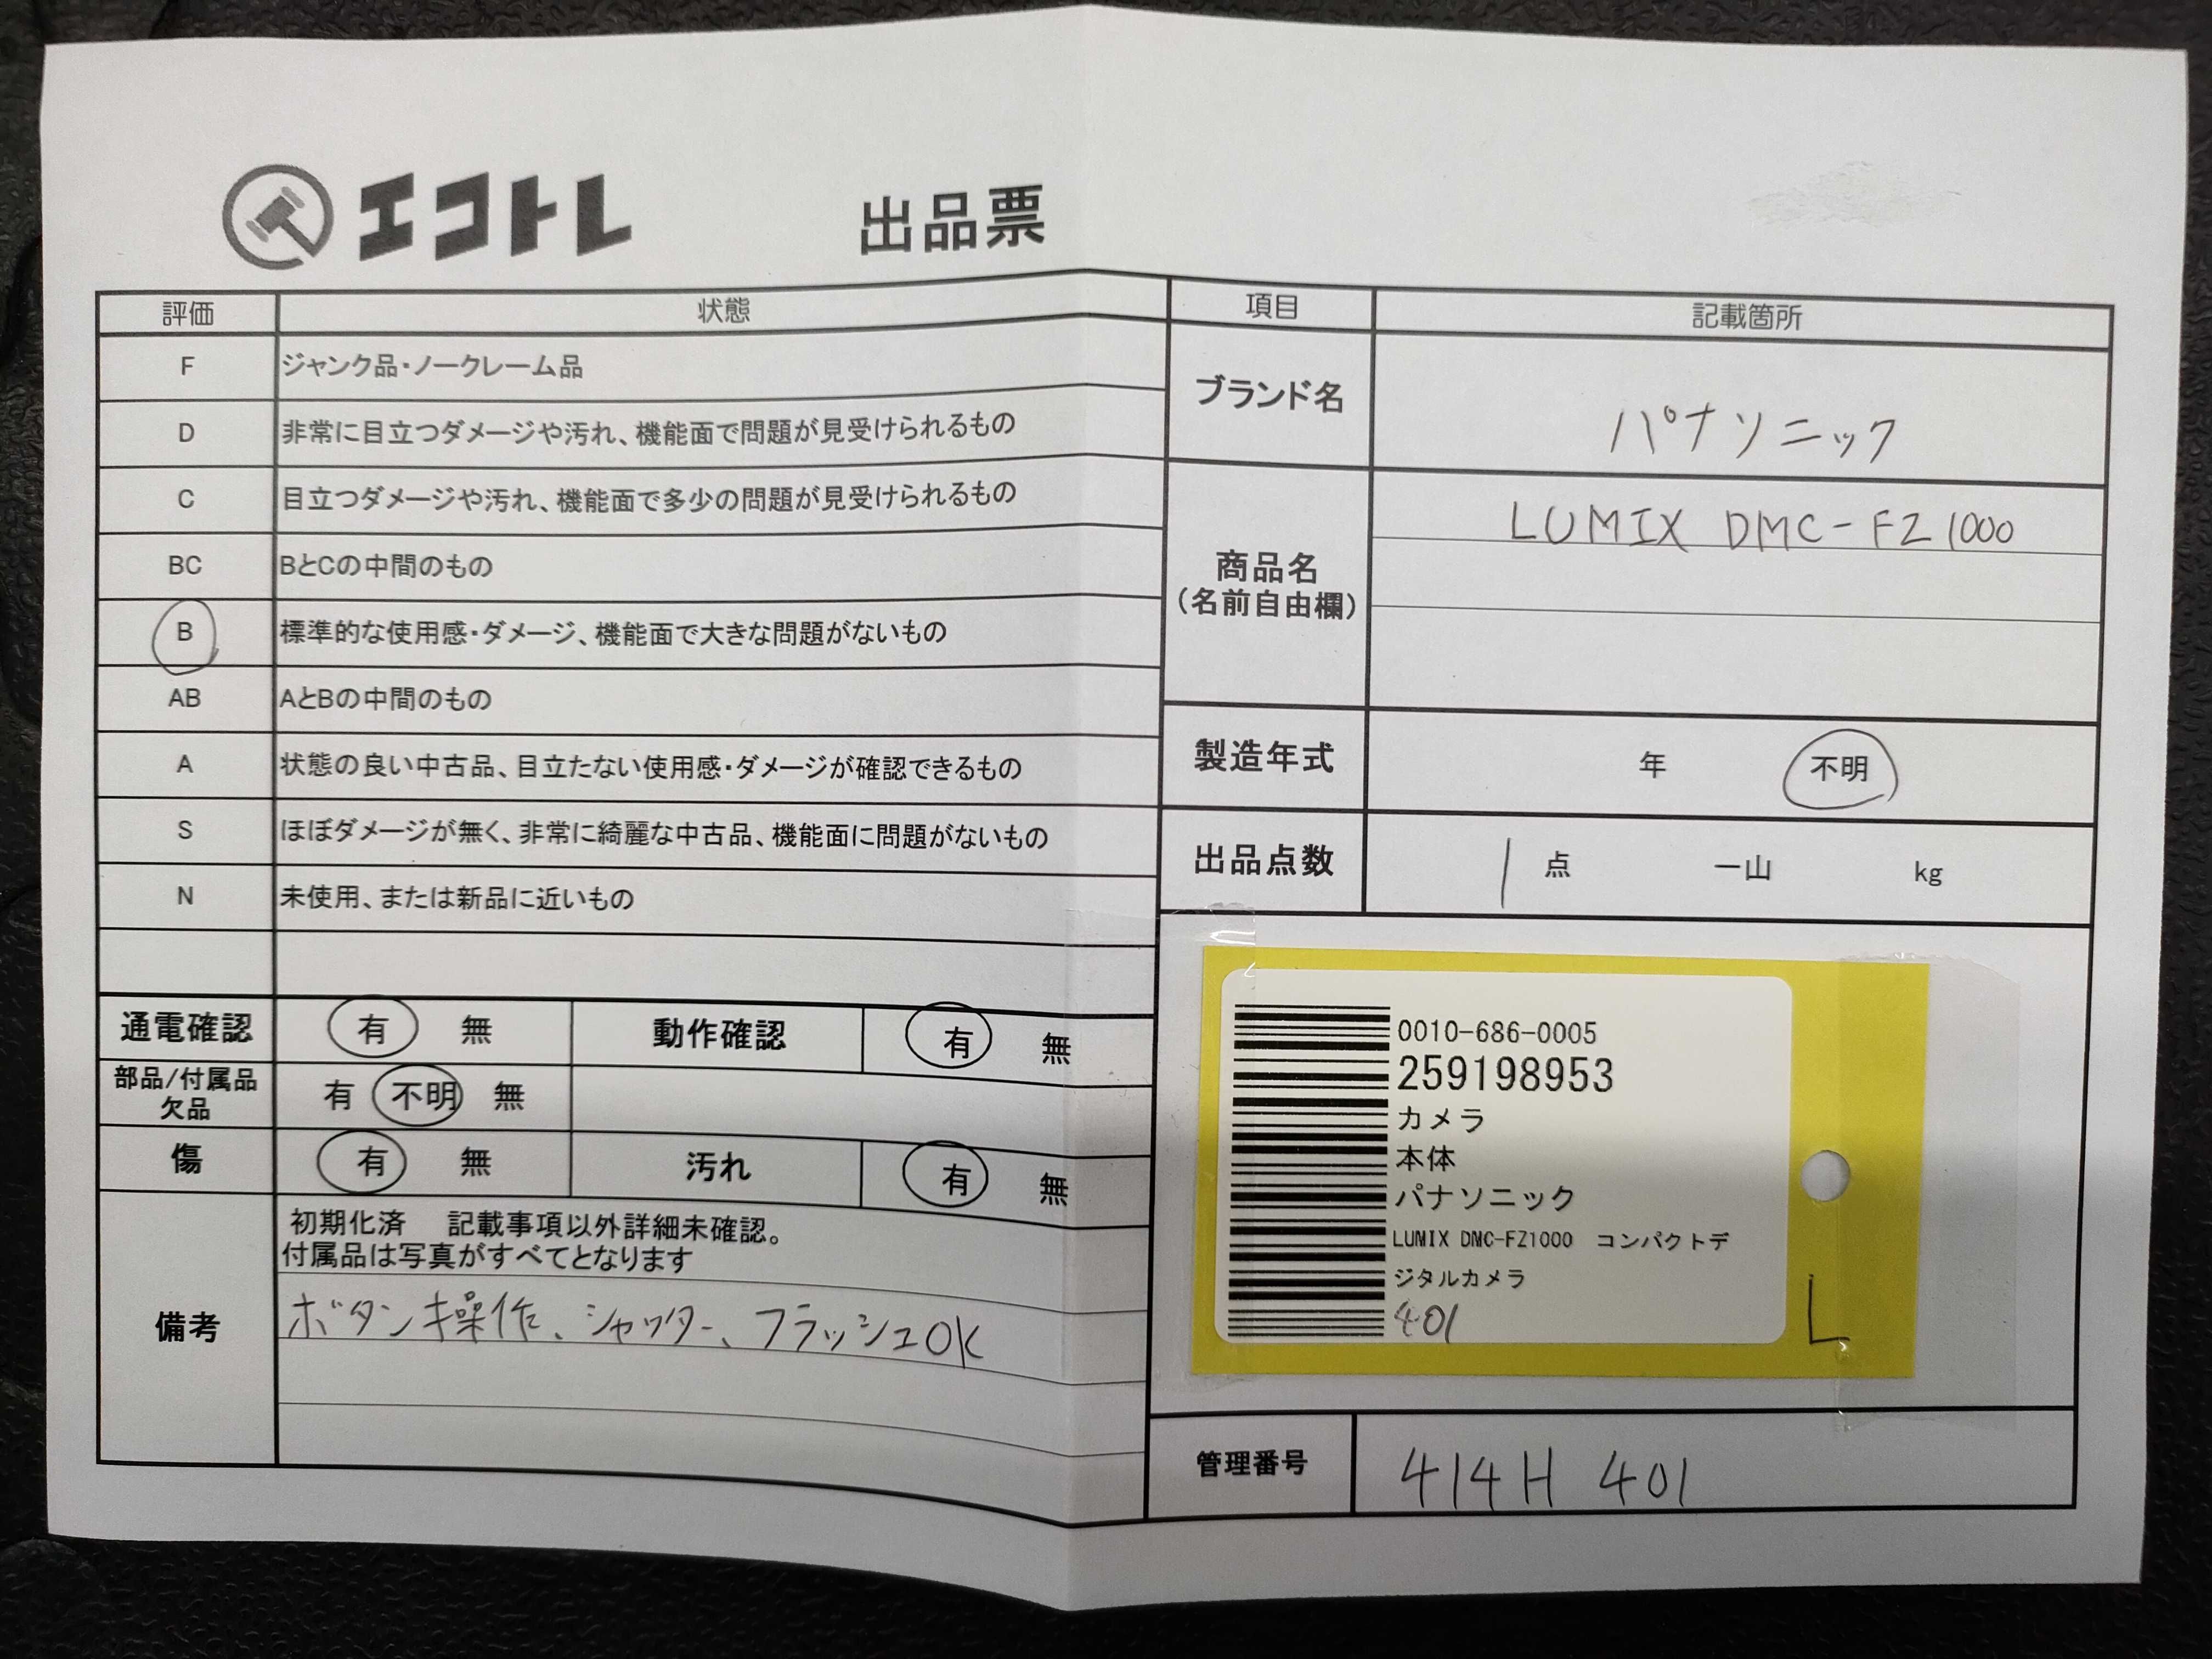 エコトレ
出品票
評価 状態
F ジャンク品・ノークレーム品
D 非常に目立つダメージや汚れ、機能面で問題が見受けられるもの
C 目立つダメージや汚れ、機能面で多少の問題が見受けられるもの
BC BとCの中間のもの
B 標準的な使用感・ダメージ、機能面で大きな問題がないもの
AB AとBの中間のもの
A 状態の良い中古品、目立たない使用感・ダメージが確認できるもの
S ほぼダメージが無く、非常に綺麗な中古品、機能面に問題がないもの
N 未使用、または新品に近いもの
通電確認 有 無 動作確認 有 無
部品/付属品
欠品 有 不明 無
傷 有 無 汚れ 有 無
備考
初期化済 記載事項以外詳細未確認。
付属品は写真がすべてとなります
ボタン操作、シャッター、フラッシュOK
項目 記載箇所
ブランド名 パナソニック
商品名
(名前自由欄)
LUMIX DMC-FZ1000
製造年式 年 不明
出品点数 1 点 一山 kg
0010-686-0005
259198953
カメラ
本体
パナソニック
LUMIX DMC-FZ1000 コンパクトデ
ジタルカメラ
401
L
管理番号 414H 401